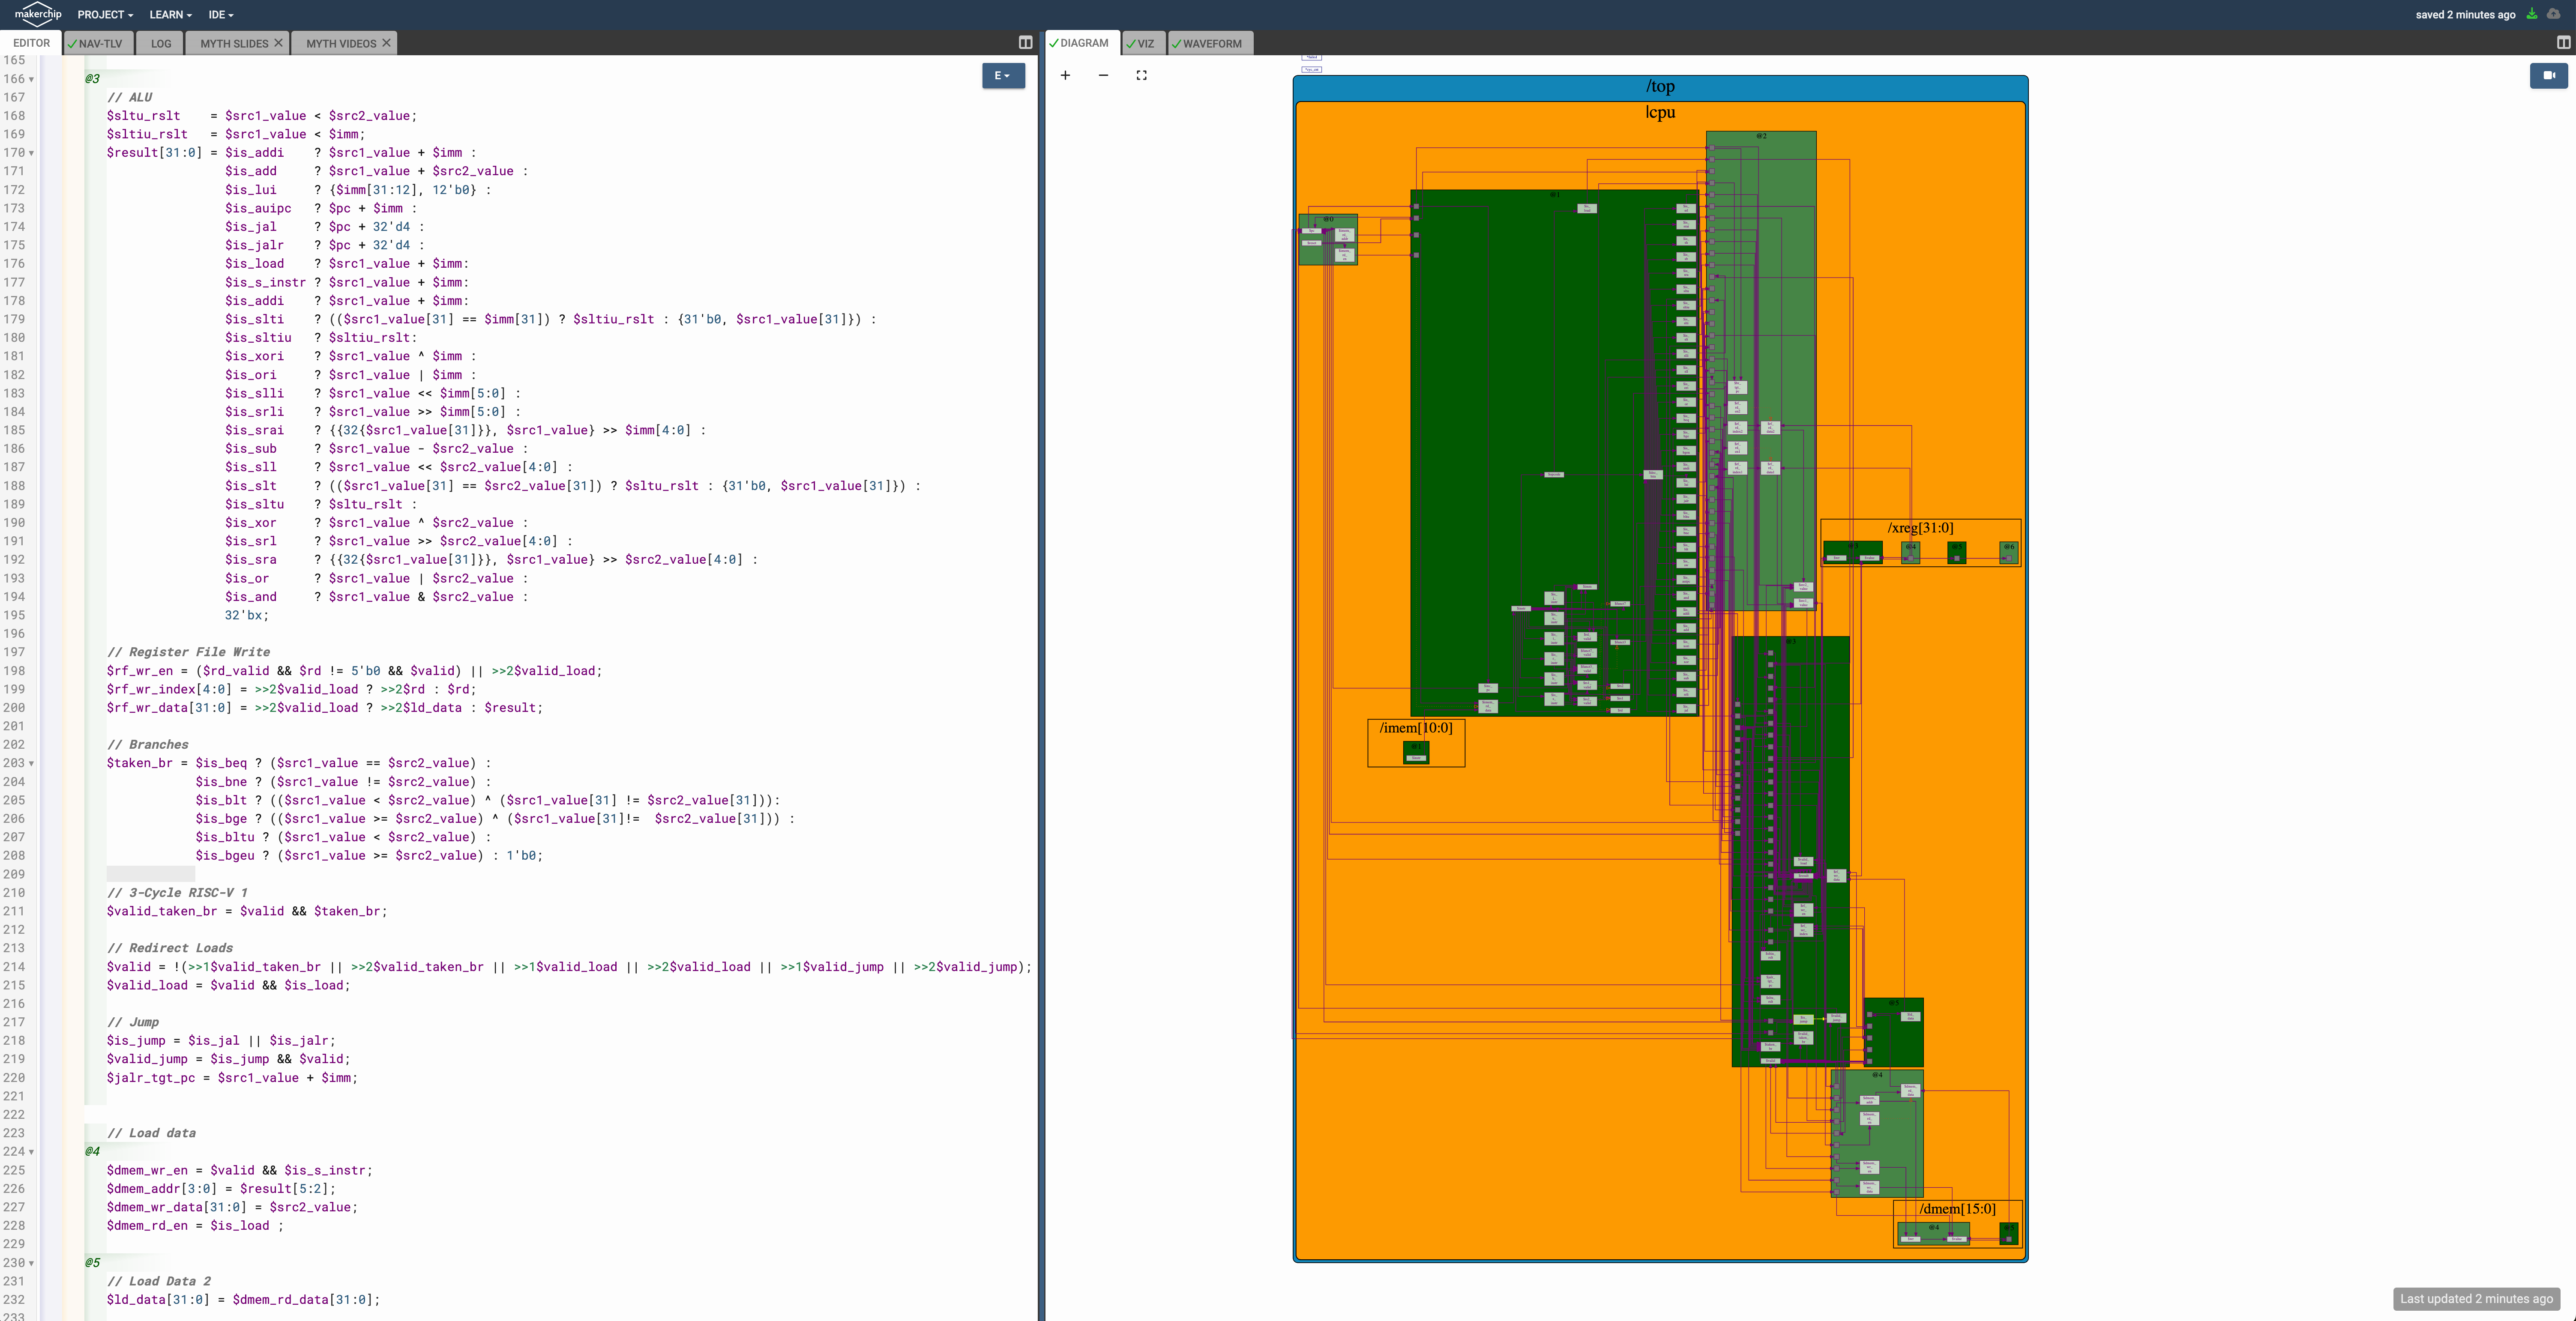 makerchip PROJECT LEARN IDE saved 2 minutes ago
EDITOR NAV-TLV LOG MYTH SLIDES MYTH VIDEOS DIAGRAM VIZ WAVEFORM
165
166 @3
167 // ALU
168 $sltu_rslt = $src1_value < $src2_value;
169 $sltiu_rslt = $src1_value < $imm;
170 $result[31:0] = $is_addi ? $src1_value + $imm :
171 $is_add ? $src1_value + $src2_value :
172 $is_lui ? {$imm[31:12], 12'b0} :
173 $is_auipc ? $pc + $imm :
174 $is_jal ? $pc + 32'd4 :
175 $is_jalr ? $pc + 32'd4 :
176 $is_load ? $src1_value + $imm:
177 $is_s_instr ? $src1_value + $imm:
178 $is_addi ? $src1_value + $imm:
179 $is_slti ? (($src1_value[31] == $imm[31]) ? $sltiu_rslt : {31'b0, $src1_value[31]}) :
180 $is_sltiu ? $sltiu_rslt:
181 $is_xori ? $src1_value ^ $imm :
182 $is_ori ? $src1_value | $imm :
183 $is_slli ? $src1_value << $imm[5:0] :
184 $is_srli ? $src1_value >> $imm[5:0] :
185 $is_srai ? {{32{$src1_value[31]}}, $src1_value} >> $imm[4:0] :
186 $is_sub ? $src1_value - $src2_value :
187 $is_sll ? $src1_value << $src2_value[4:0] :
188 $is_slt ? (($src1_value[31] == $src2_value[31]) ? $sltu_rslt : {31'b0, $src1_value[31]}) :
189 $is_sltu ? $sltu_rslt :
190 $is_xor ? $src1_value ^ $src2_value :
191 $is_srl ? $src1_value >> $src2_value[4:0] :
192 $is_sra ? {{32{$src1_value[31]}}, $src1_value} >> $src2_value[4:0] :
193 $is_or ? $src1_value | $src2_value :
194 $is_and ? $src1_value & $src2_value :
195 32'bx;
196
197 // Register File Write
198 $rf_wr_en = ($rd_valid && $rd != 5'b0 && $valid) || >>2$valid_load;
199 $rf_wr_index[4:0] = >>2$valid_load ? >>2$rd : $rd;
200 $rf_wr_data[31:0] = >>2$valid_load ? >>2$ld_data : $result;
201
202 // Branches
203 $taken_br = $is_beq ? ($src1_value == $src2_value) :
204 $is_bne ? ($src1_value != $src2_value) :
205 $is_blt ? (($src1_value < $src2_value) ^ ($src1_value[31] != $src2_value[31])):
206 $is_bge ? (($src1_value >= $src2_value) ^ ($src1_value[31]!= $src2_value[31])) :
207 $is_bltu ? ($src1_value < $src2_value) :
208 $is_bgeu ? ($src1_value >= $src2_value) : 1'b0;
209
210 // 3-Cycle RISC-V 1
211 $valid_taken_br = $valid && $taken_br;
212
213 // Redirect Loads
214 $valid = !(>>1$valid_taken_br || >>2$valid_taken_br || >>1$valid_load || >>2$valid_load || >>1$valid_jump || >>2$valid_jump);
215 $valid_load = $valid && $is_load;
216
217 // Jump
218 $is_jump = $is_jal || $is_jalr;
219 $valid_jump = $is_jump && $valid;
220 $jalr_tgt_pc = $src1_value + $imm;
221
222
223 // Load data
224 @4
225 $dmem_wr_en = $valid && $is_s_instr;
226 $dmem_addr[3:0] = $result[5:2];
227 $dmem_wr_data[31:0] = $src2_value;
228 $dmem_rd_en = $is_load ;
229
230 @5
231 // Load Data 2
232 $ld_data[31:0] = $dmem_rd_data[31:0];
233
E
/top
|cpu
@2
@1
@0
/xreg[31:0]
/imem[10:0]
@4
/dmem[15:0]
@4
Last updated 2 minutes ago